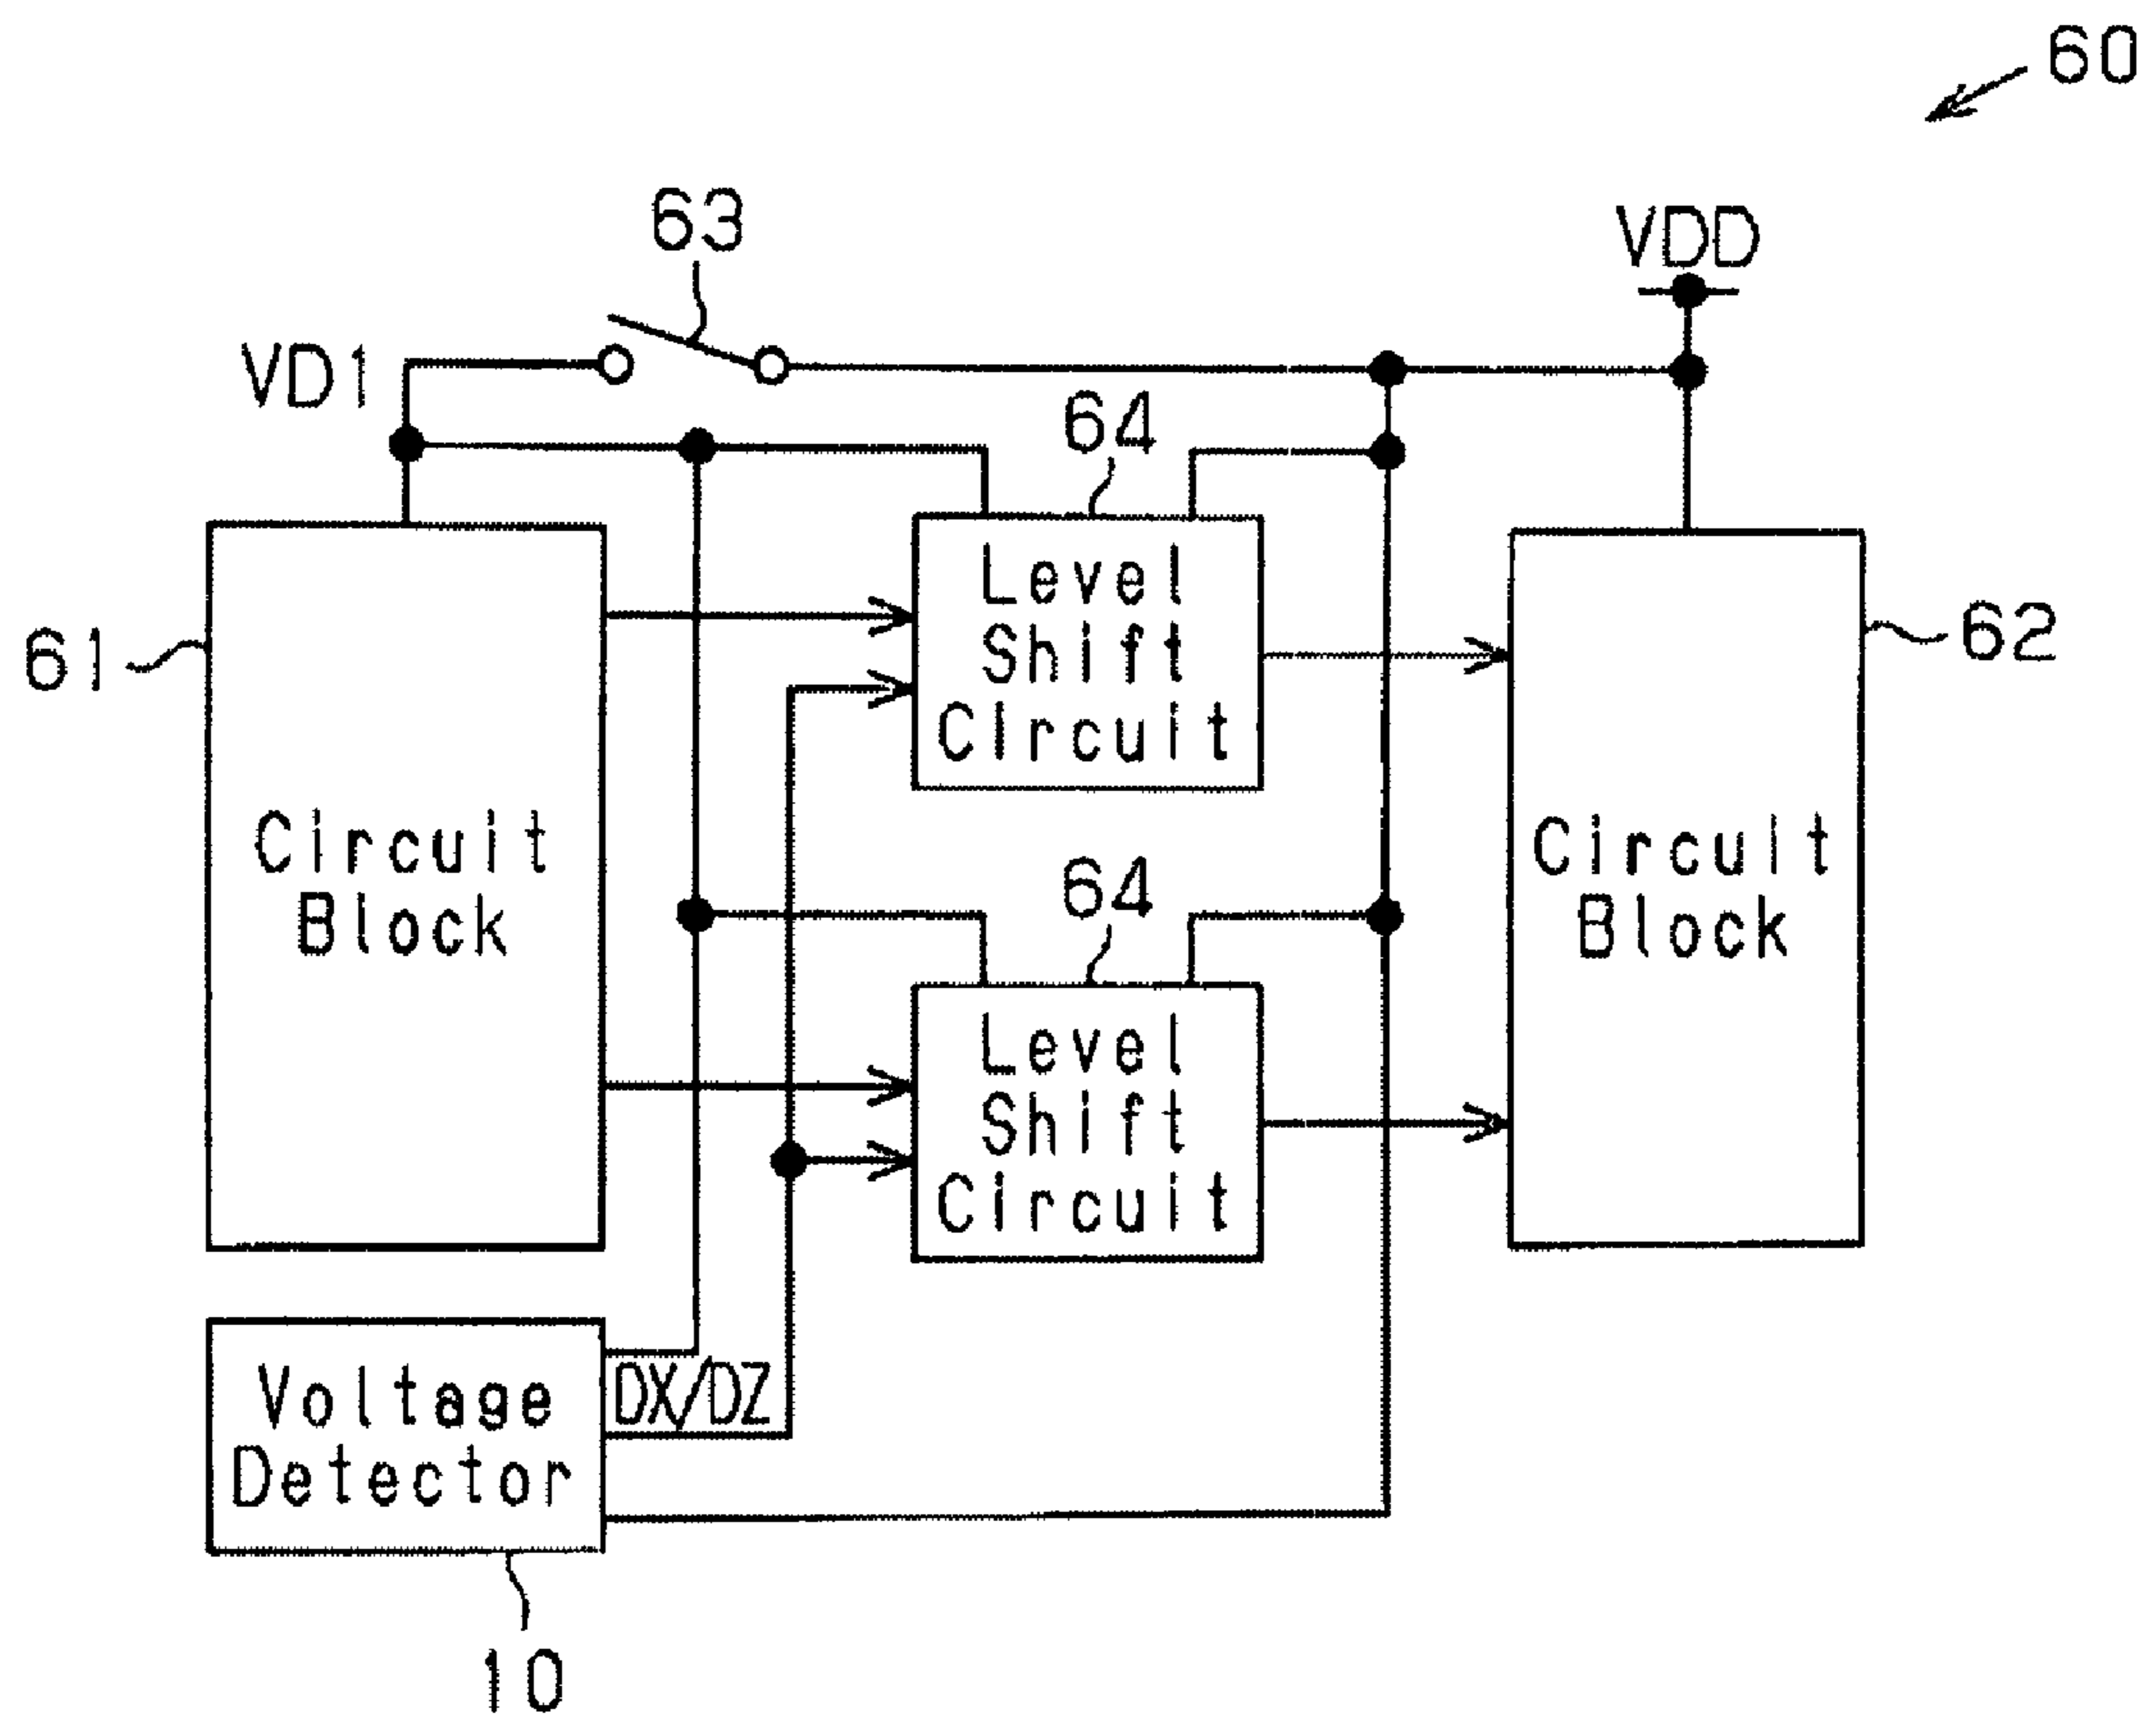 60
63
VDD
VD1
64
Level
Shift
CIrcuit
61
62
Circuit
Block
Circuit
Block
64
Level
Shift
Circuit
DX/DZ
Voltage
Detector
10